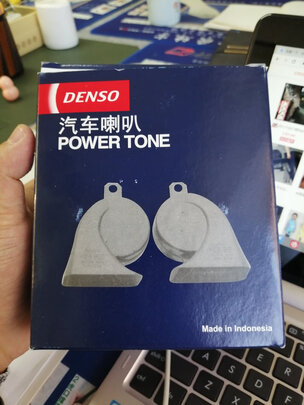 DENSO
汽车喇叭
POWER TONE
Made in Indonesia